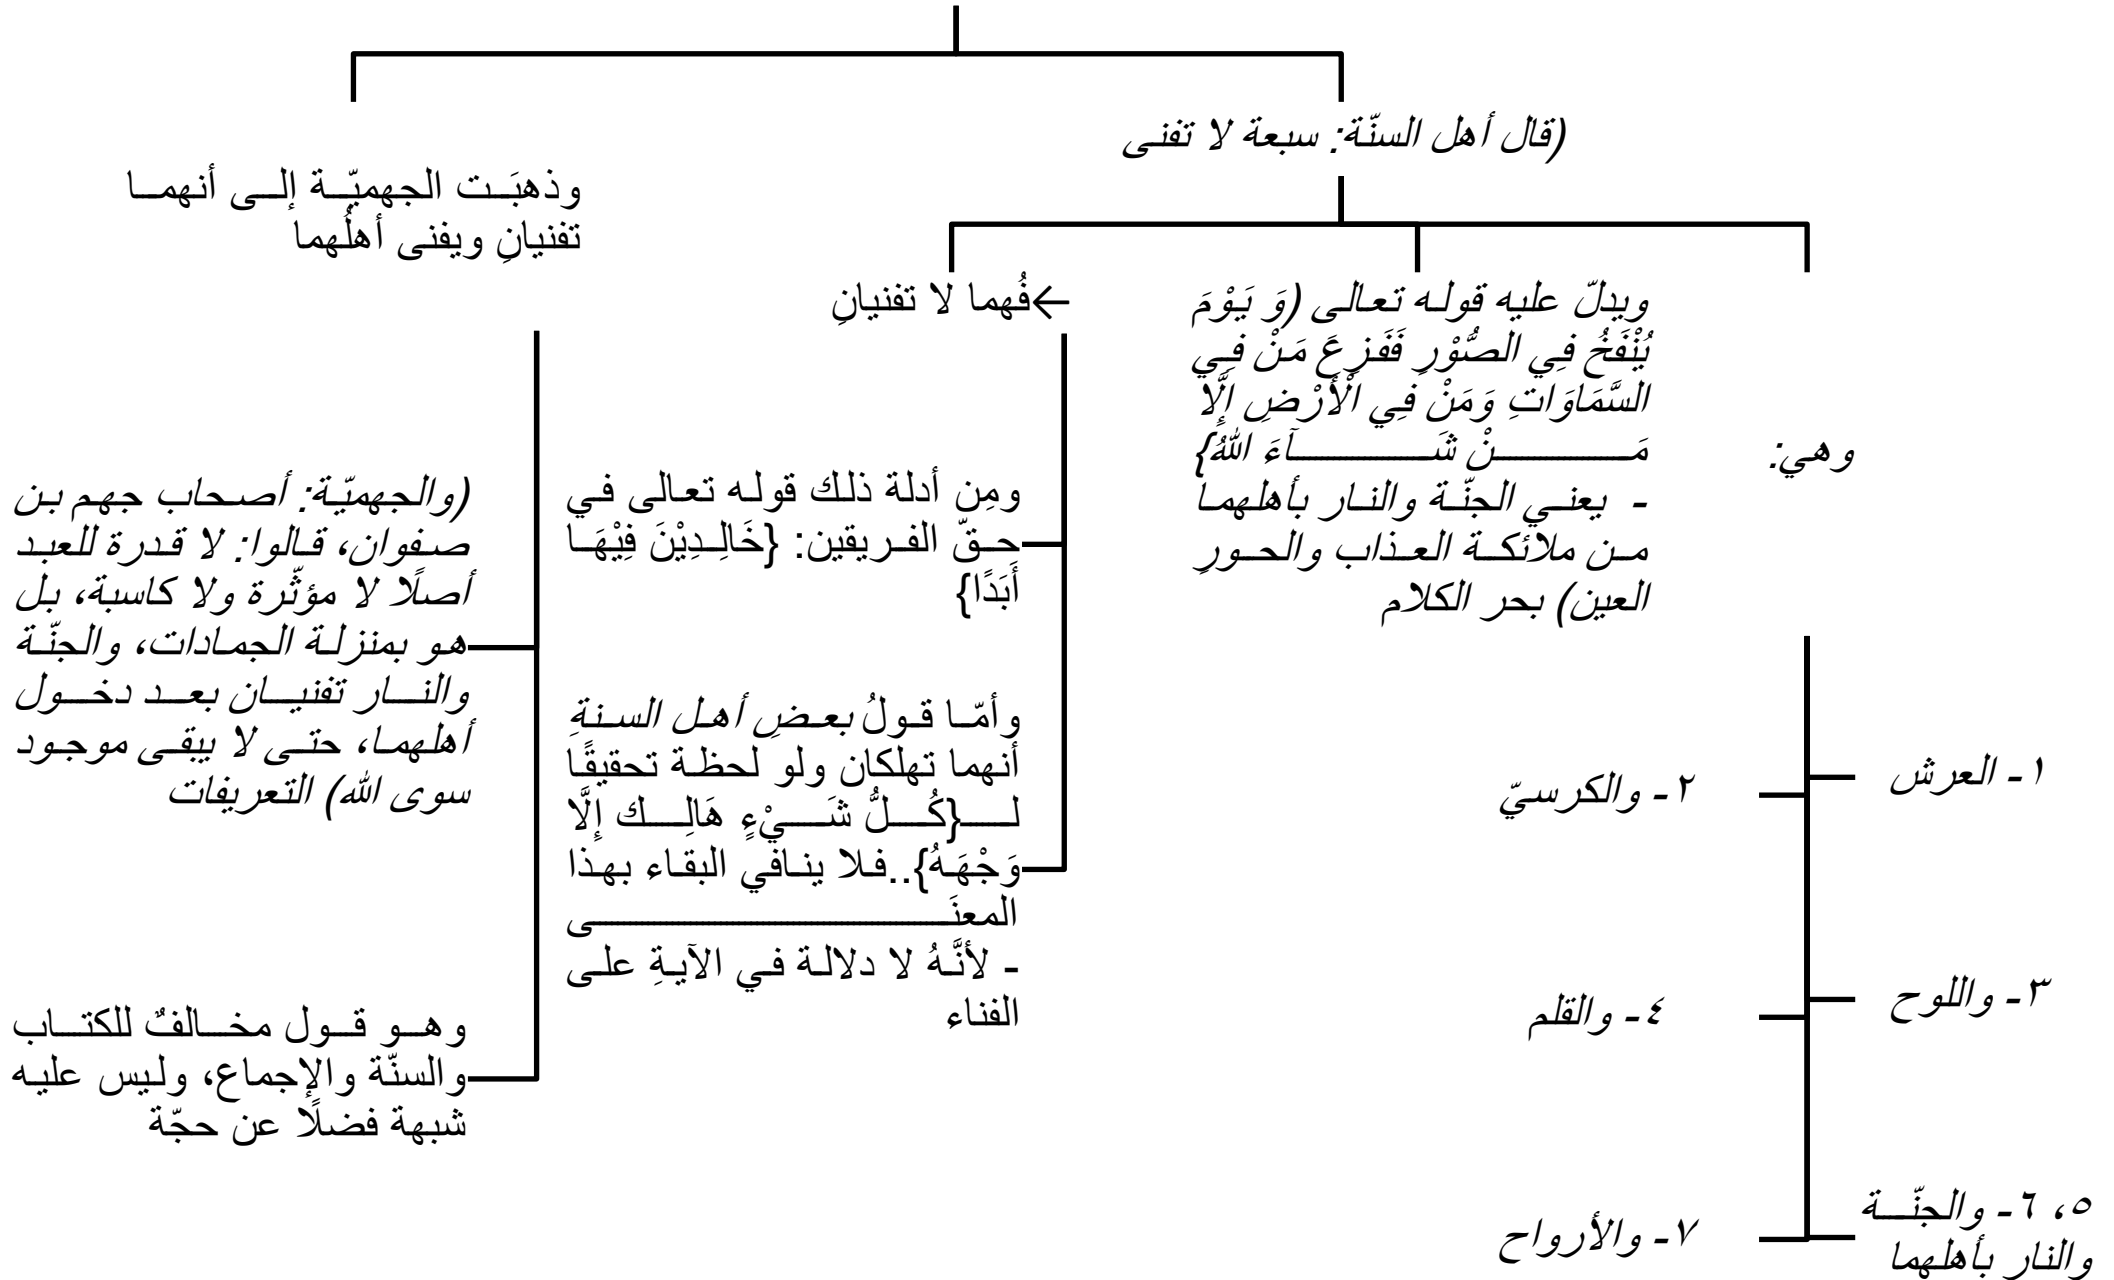 (قال أهل السنّة: سبعة لا تفنى
وهي:
١- العرش
٢- والكرسيّ
٣- واللوح
٤- والقلم
٥، ٦- والجنّة
والنار بأهلهما
٧- والأرواح
ويدلّ عليه قوله تعالى (وَ يَوْمَ
يُنْفَخُ فِي الصُّوْرِ فَفَزِعَ مَنْ فِي
السَّمَاوَاتِ وَمَنْ فِي الْأَرْضِ إِلَّا
مَنْ شَآءَ اللهُ}
- يعني الجنّة والنار بأهلهما
من ملائكة العذاب والحورِ
العين) بحر الكلام
←فُهما لا تفنيانِ
ومِن أدلة ذلك قوله تعالى في
حقّ الفريقين: {خَالِدِيْنَ فِيْهَا
أَبَدًا}
وأمّا قولُ بعضِ أهل السنةِ
أنهما تهلكان ولو لحظة تحقيقًا
لـ{كُلُّ شَيْءٍ هَالِك إِلَّا
وَجْهَهُ}..فلا ينافي البقاء بهذا
المعنَى
- لأنَّهُ لا دلالة في الآيةِ على
الفناء
وذهبَت الجهميّة إلى أنهما
تفنيانِ ويفنى أهلُهما
(والجهميّة: أصحاب جهم بن
صفوان، قالوا: لا قدرة للعبد
أصلًا لا مؤثّرة ولا كاسبة، بل
هو بمنزلة الجمادات، والجنّة
والنار تفنيان بعد دخول
أهلهما، حتى لا يبقى موجود
سوى الله) التعريفات
وهو قول مخالفٌ للكتاب
والسنّة والإجماع، وليس عليه
شبهة فضلًا عن حجّة